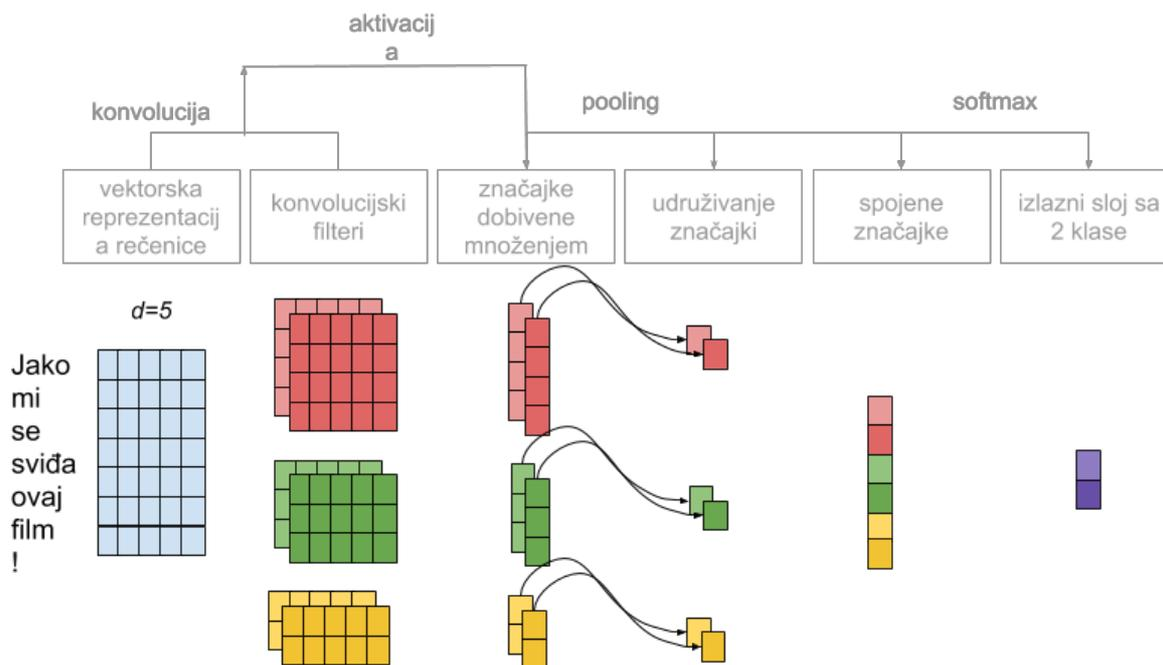 aktivacij
a
konvolucija
pooling
softmax
vektorska
reprezentacij
a rečenice
konvolucijski
filteri
značajke
dobivene
množenjem
udruživanje
značajki
spojene
značajke
izlazni sloj sa
2 klase
d=5
Jako
mi
se
sviđa
ovaj
film
!